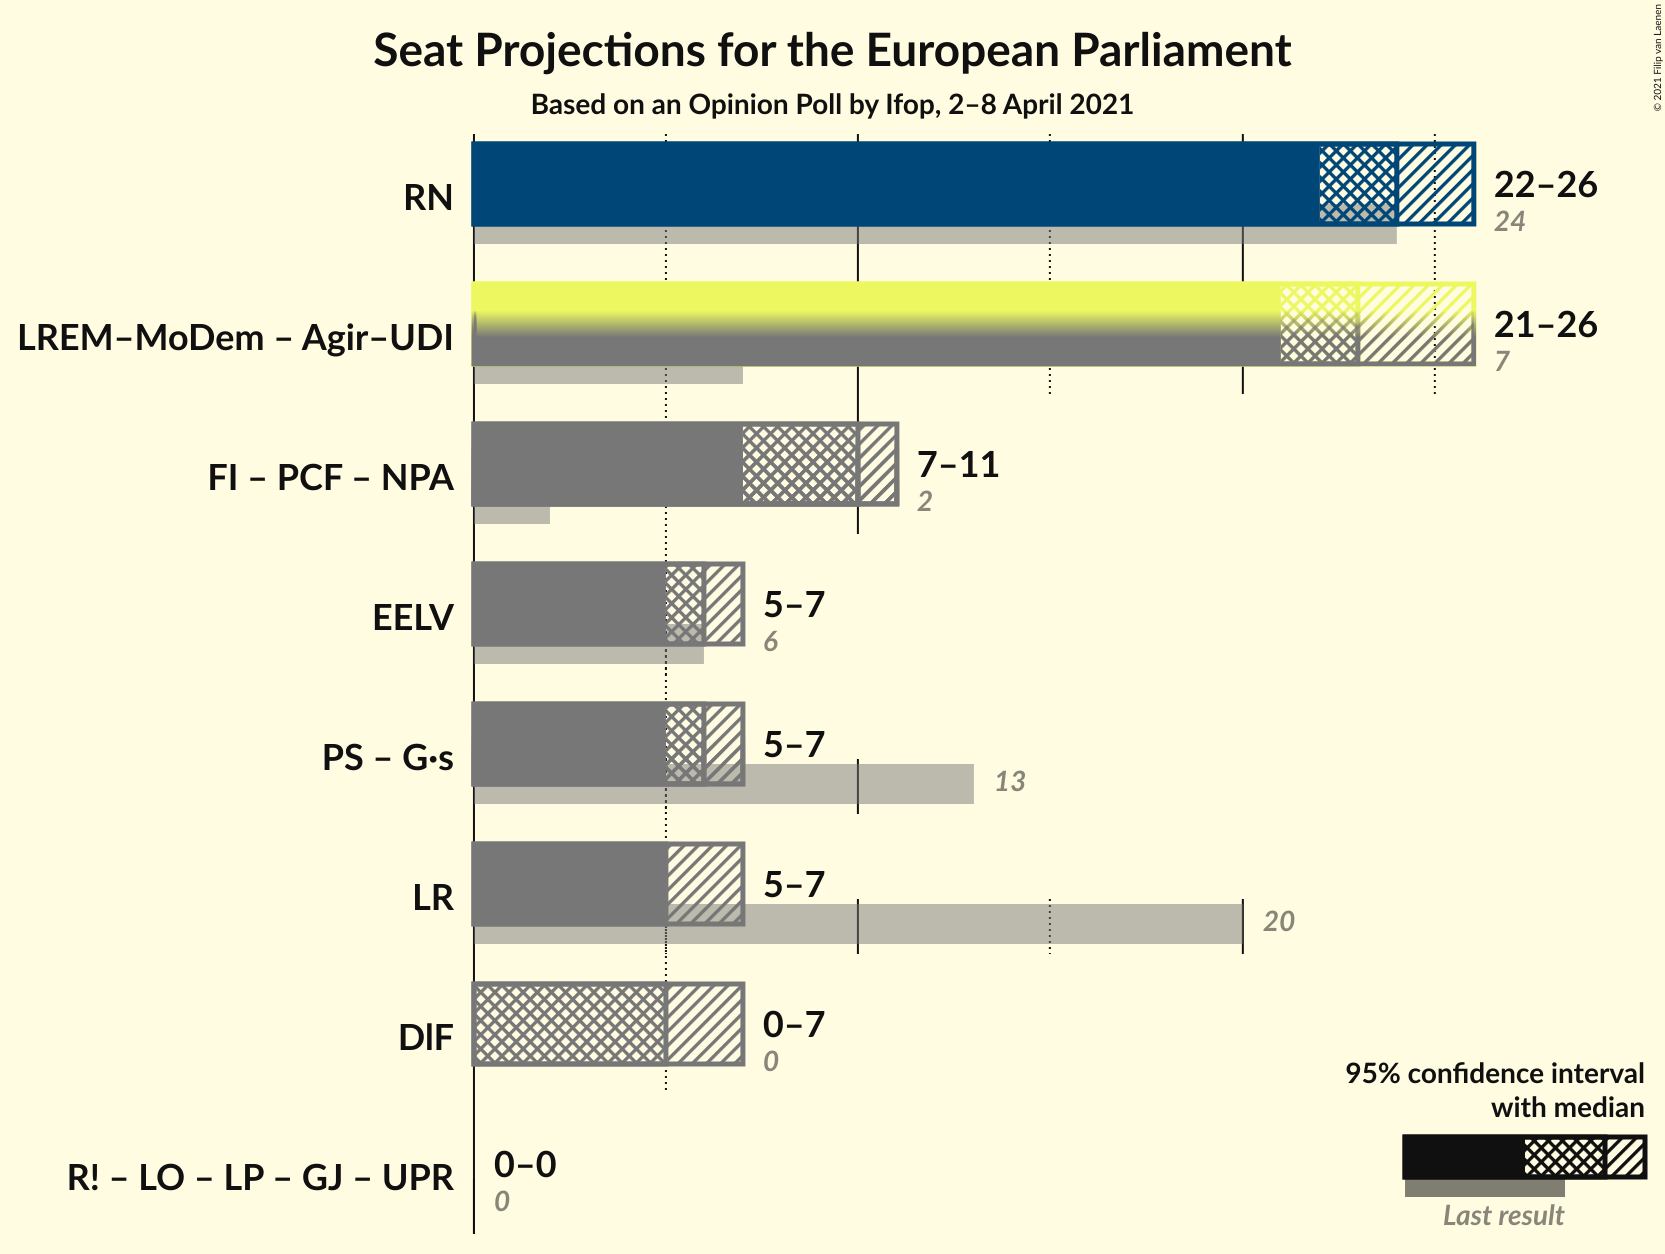 Seat Projections for the European Parliament
Based on an Opinion Poll by Ifop, 2–8 April 2021
© 2021 Filip van Laenen
RN
22–26
24
LREM–MoDem – Agir–UDI
21–26
7
FI – PCF – NPA
7–11
2
EELV
5–7
6
PS – G·s
5–7
13
LR
5–7
20
DlF
0–7
0
R! – LO – LP – GJ – UPR
0–0
0
95% confidence interval
with median
Last result